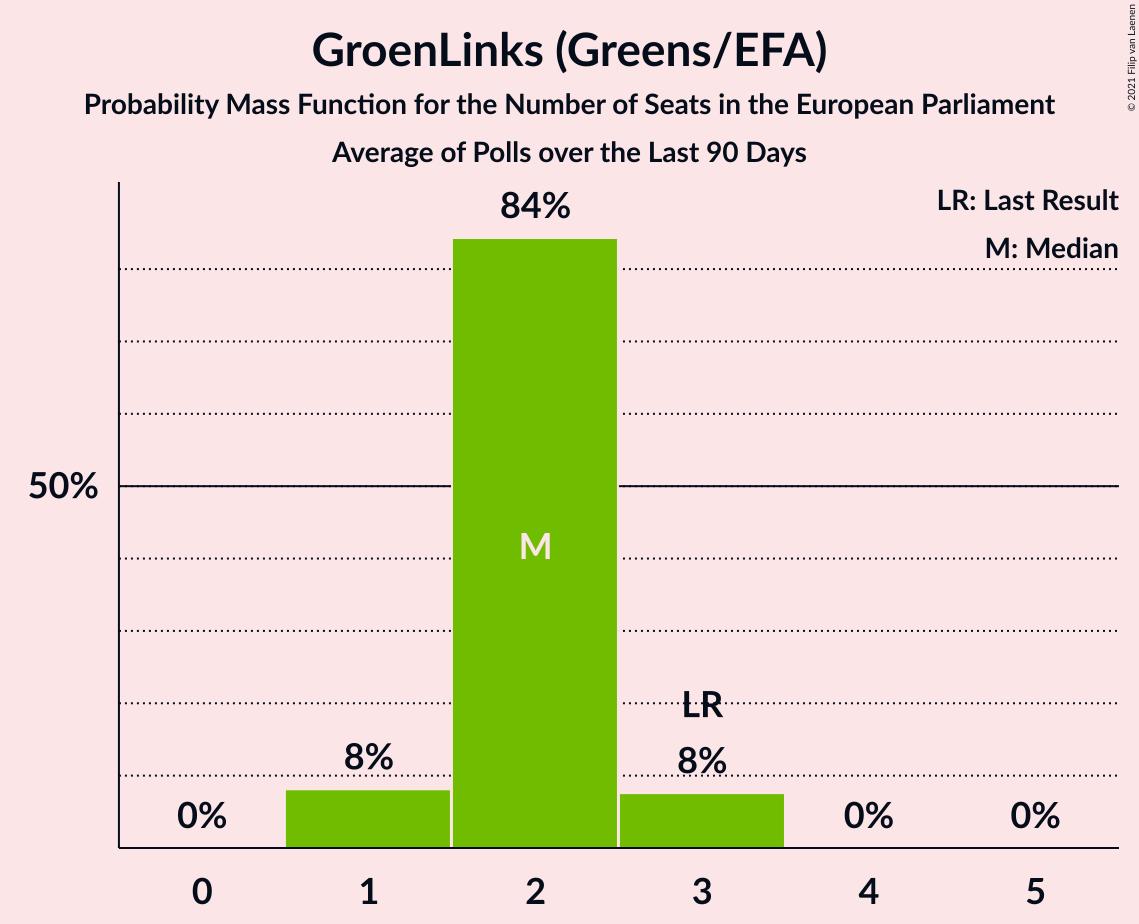 GroenLinks (Greens/EFA)
Probability Mass Function for the Number of Seats in the European Parliament
Average of Polls over the Last 90 Days
© 2021 Filip van Laenen
LR: Last Result
M: Median
84%
50%
M
LR
8%
8%
0%
0%
0%
0 1 2 3 4 5